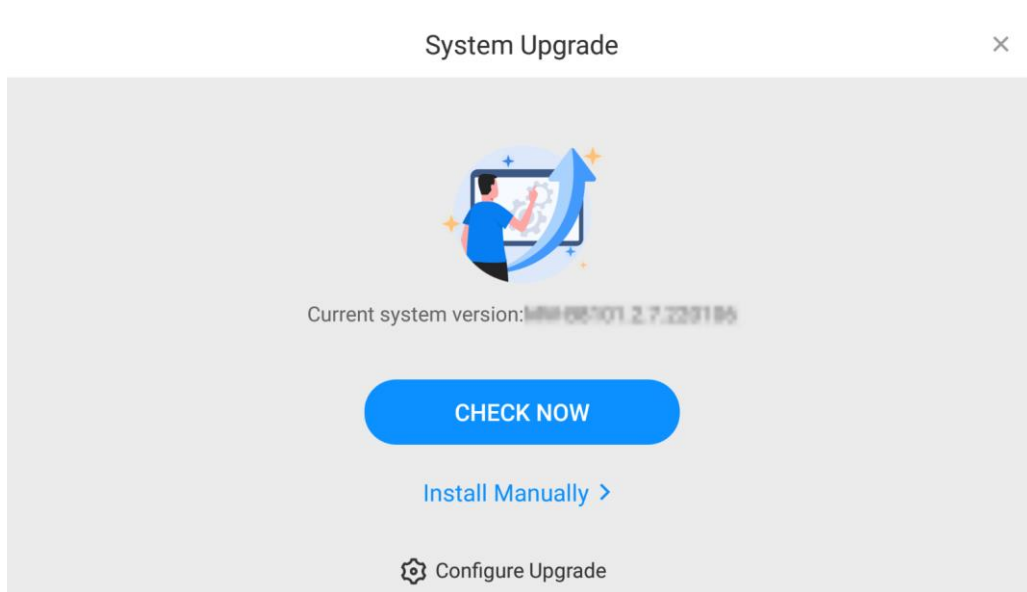 System Upgrade
Current system version:
CHECK NOW
Install Manually >
Configure Upgrade